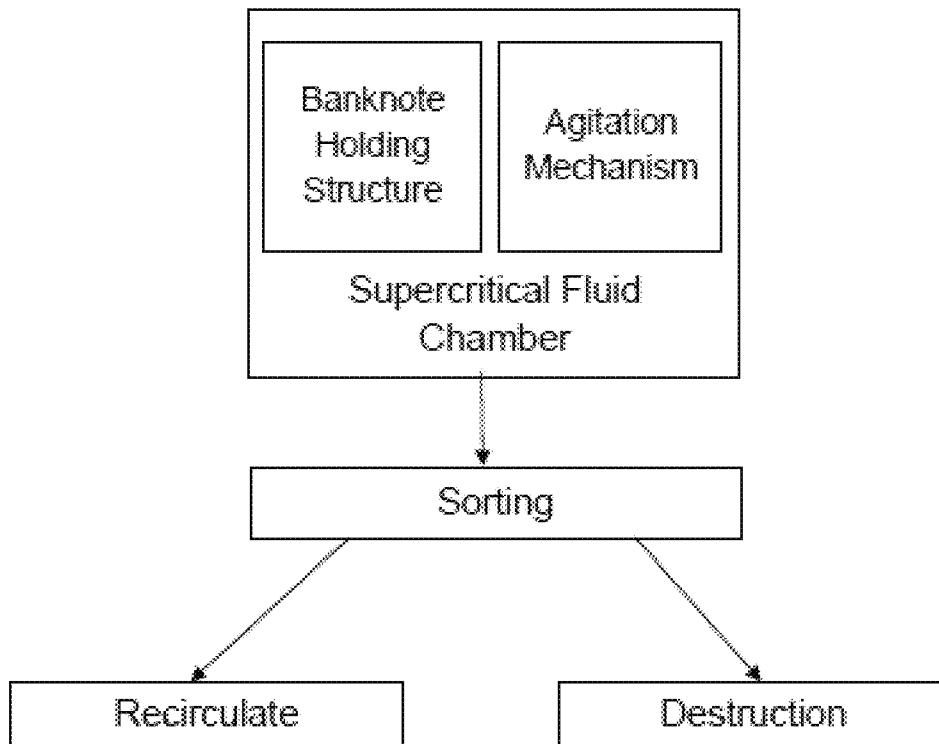 Banknote
Holding
Structure
Agitation
Mechanism
Supercritical Fluid
Chamber
Sorting
Recirculate
Destruction